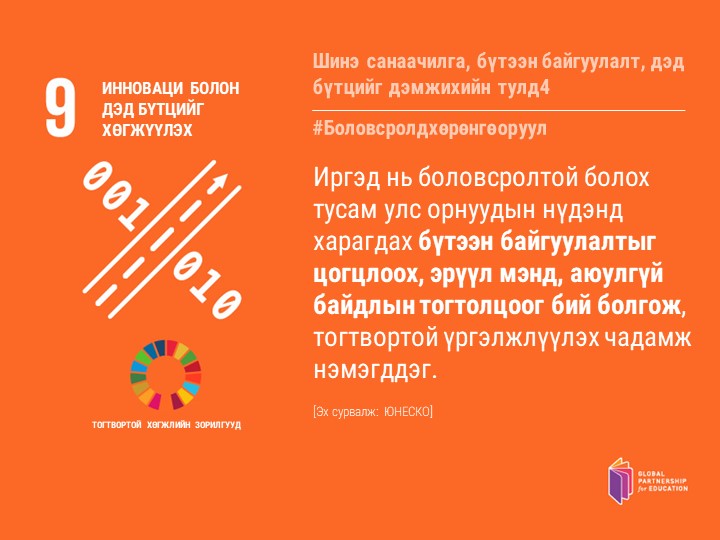 9
ИННОВАЦИ БОЛОН
ДЭД БҮТЦИЙГ
ХӨГЖҮҮЛЭХ
001
010
ТОГТВОРТОЙ ХӨГЖЛИЙН ЗОРИЛГУУД
Шинэ санаачилга, бүтээн байгуулалт, дэд
бүтцийг дэмжихийн тулд4
#Боловсролдхөрөнгөоруул
Иргэд нь боловсролтой болох
тусам улс орнуудын нүдэнд
харагдах бүтээн байгуулалтыг
цогцлоох, эрүүл мэнд, аюулгүй
байдлын тогтолцоог бий болгож,
тогтвортой үргэлжлүүлэх чадамж
нэмэгддэг.
[Эх сурвалж: ЮНЕСКО]
GLOBAL
PARTNERSHIP
for EDUCATION